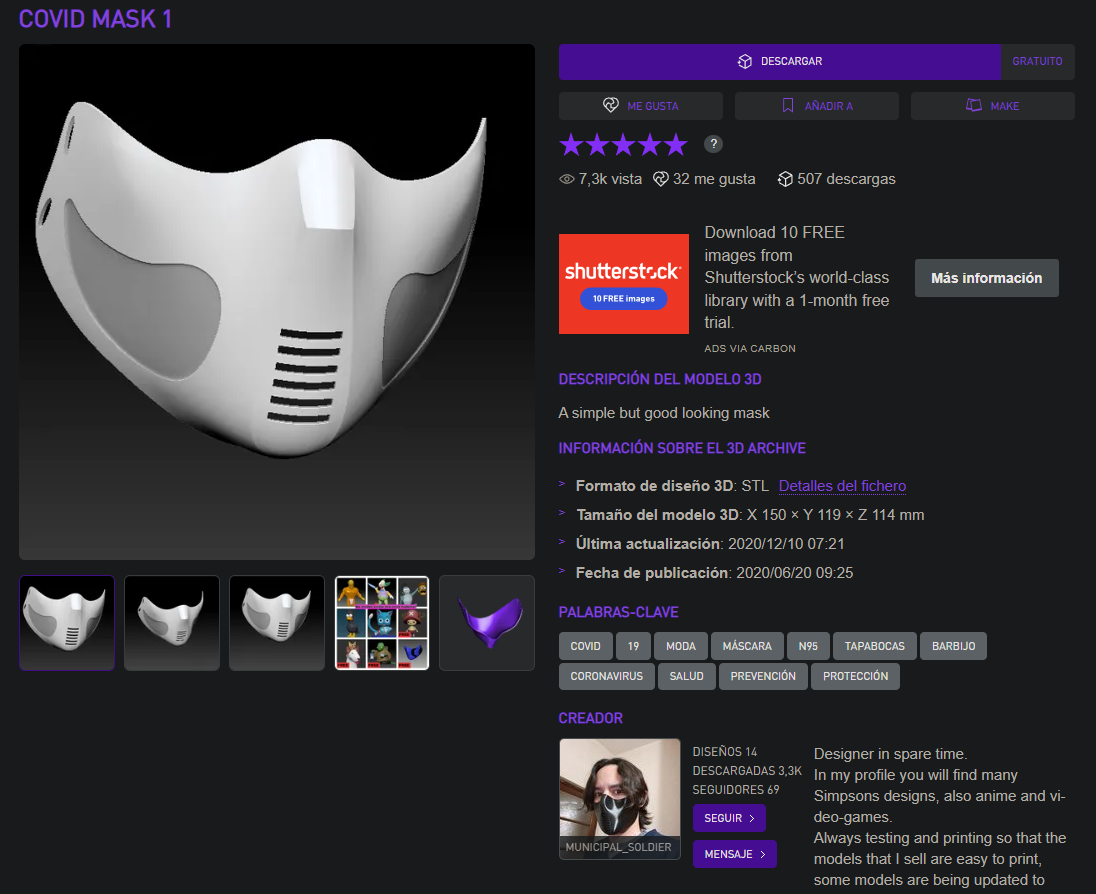 COVID MASK 1
DESCARGAR
GRATUITO
ME GUSTA
AÑADIR A
MAKE
?
7,3k vista
32 me gusta
507 descargas
shutterstock
10 FREE images
Download 10 FREE
images from
Shutterstock's world-class
library with a 1-month free
trial.
ADS VIA CARBON
Más información
DESCRIPCIÓN DEL MODELO 3D
A simple but good looking mask
INFORMACIÓN SOBRE EL 3D ARCHIVE
> Formato de diseño 3D: STL Detalles del fichero
> Tamaño del modelo 3D: X 150 × Y 119 × Z 114 mm
> Última actualización: 2020/12/10 07:21
> Fecha de publicación: 2020/06/20 09:25
PALABRAS-CLAVE
COVID
19
MODA
MÁSCARA
N95
TAPABOCAS
BARBIJO
CORONAVIRUS
SALUD
PREVENCIÓN
PROTECCIÓN
CREADOR
MUNICIPAL_SOLDIER
DISEÑOS 14
DESCARGADAS 3,3K
SEGUIDORES 69
SEGUIR >
MENSAJE >
Designer in spare time.
In my profile you will find many
Simpsons designs, also anime and vi-
deo-games.
Always testing and printing so that the
models that I sell are easy to print,
some models are being updated to